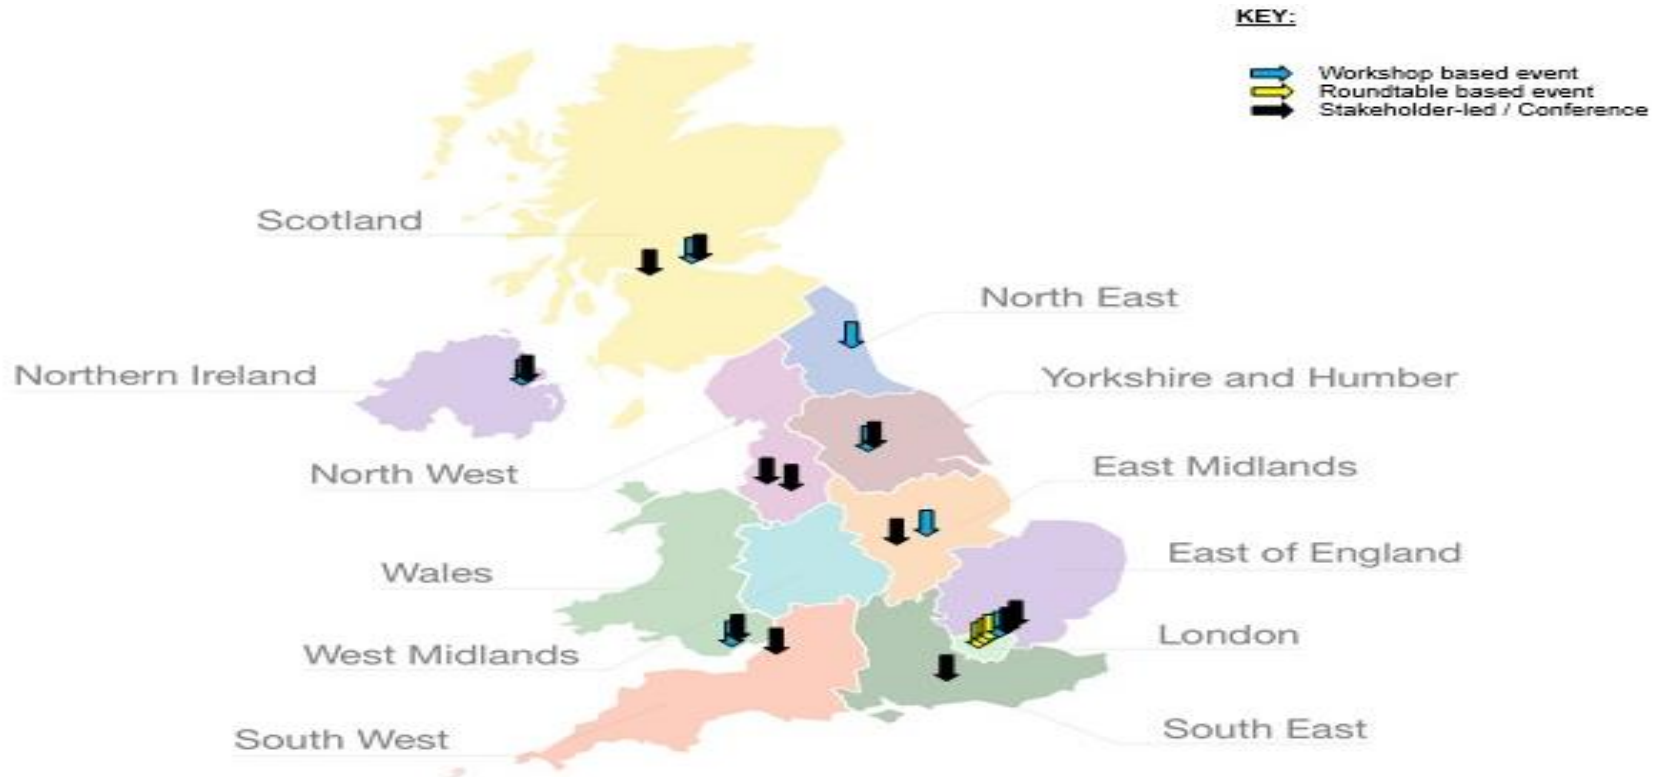 KEY:
Workshop based event
Roundtable based event
Stakeholder-led / Conference
Scotland
North East
Northern Ireland
Yorkshire and Humber
North West
East Midlands
East of England
Wales
London
West Midlands
South East
South West